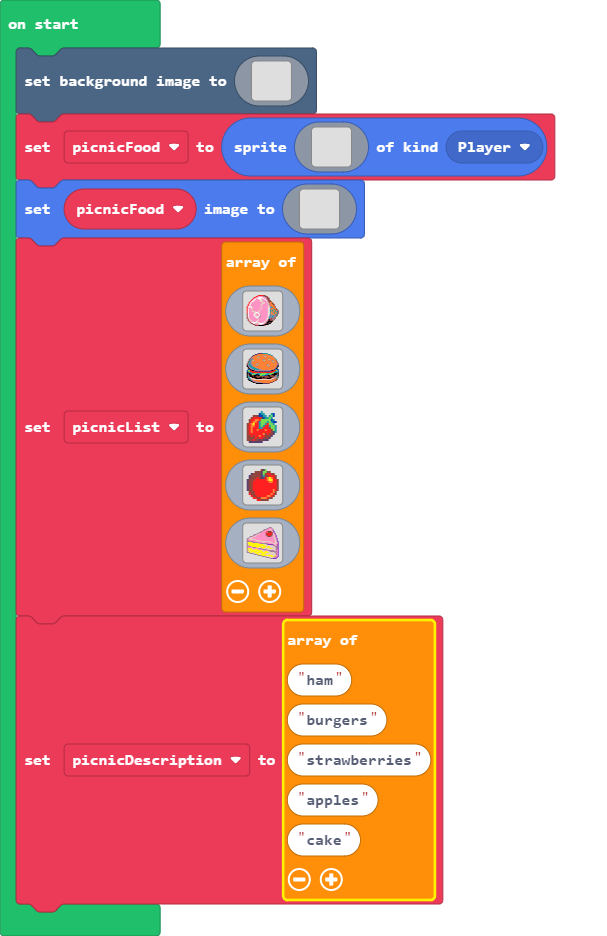 on start
set background image to
set picnicFood to sprite of kind Player
set picnicFood image to
array of
set picnicList to
array of
"ham"
"burgers"
"strawberries"
set picnicDescription to
"apples"
"cake"